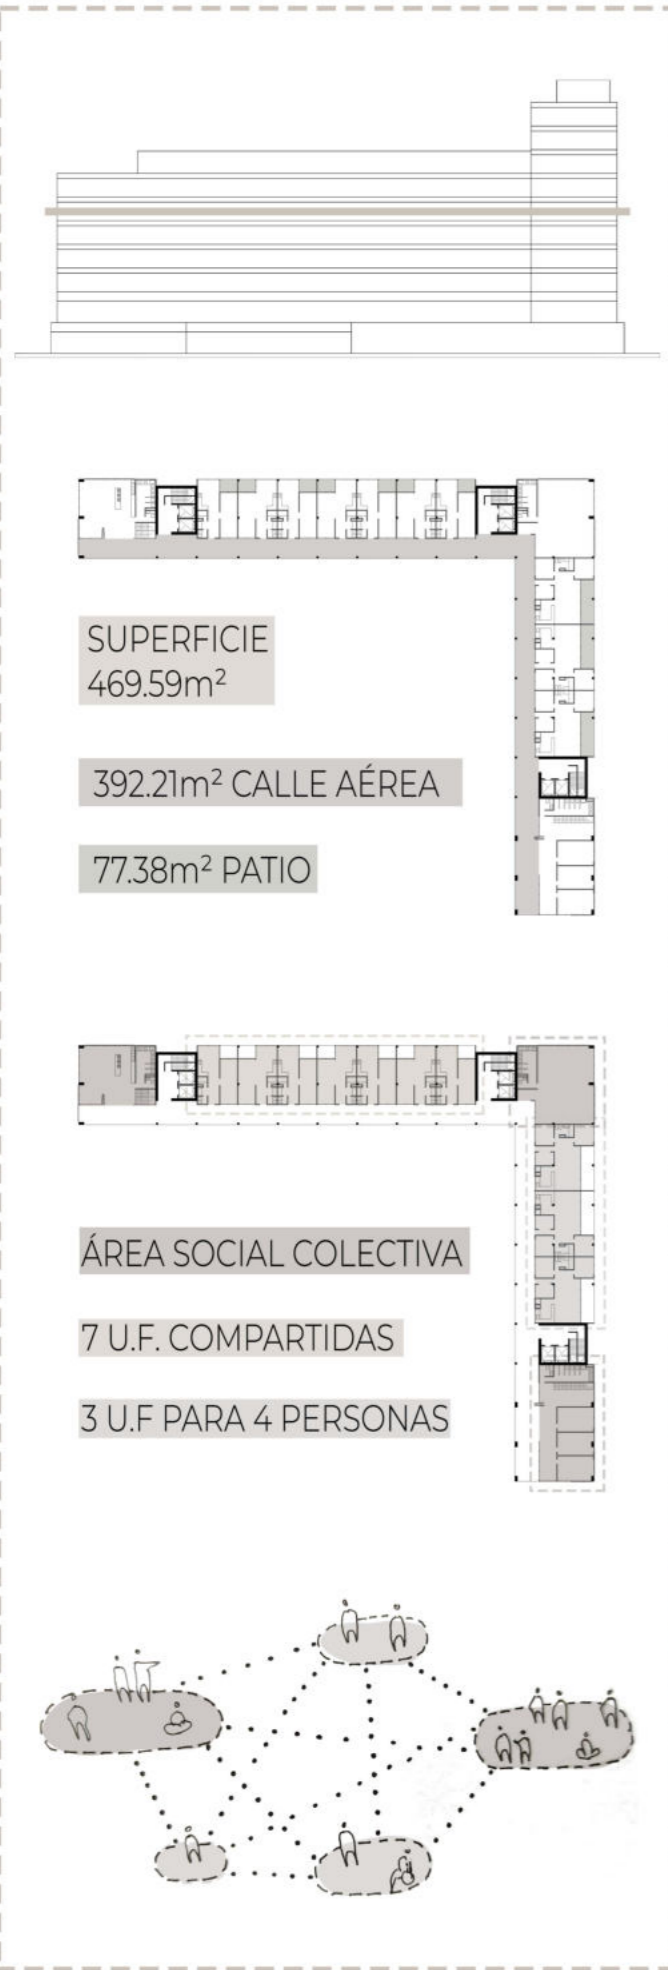 SUPERFICIE
469.59m²
392.21m² CALLE AÉREA
77.38m² PATIO
ÁREA SOCIAL COLECTIVA
7 U.F. COMPARTIDAS
3 U.F PARA 4 PERSONAS